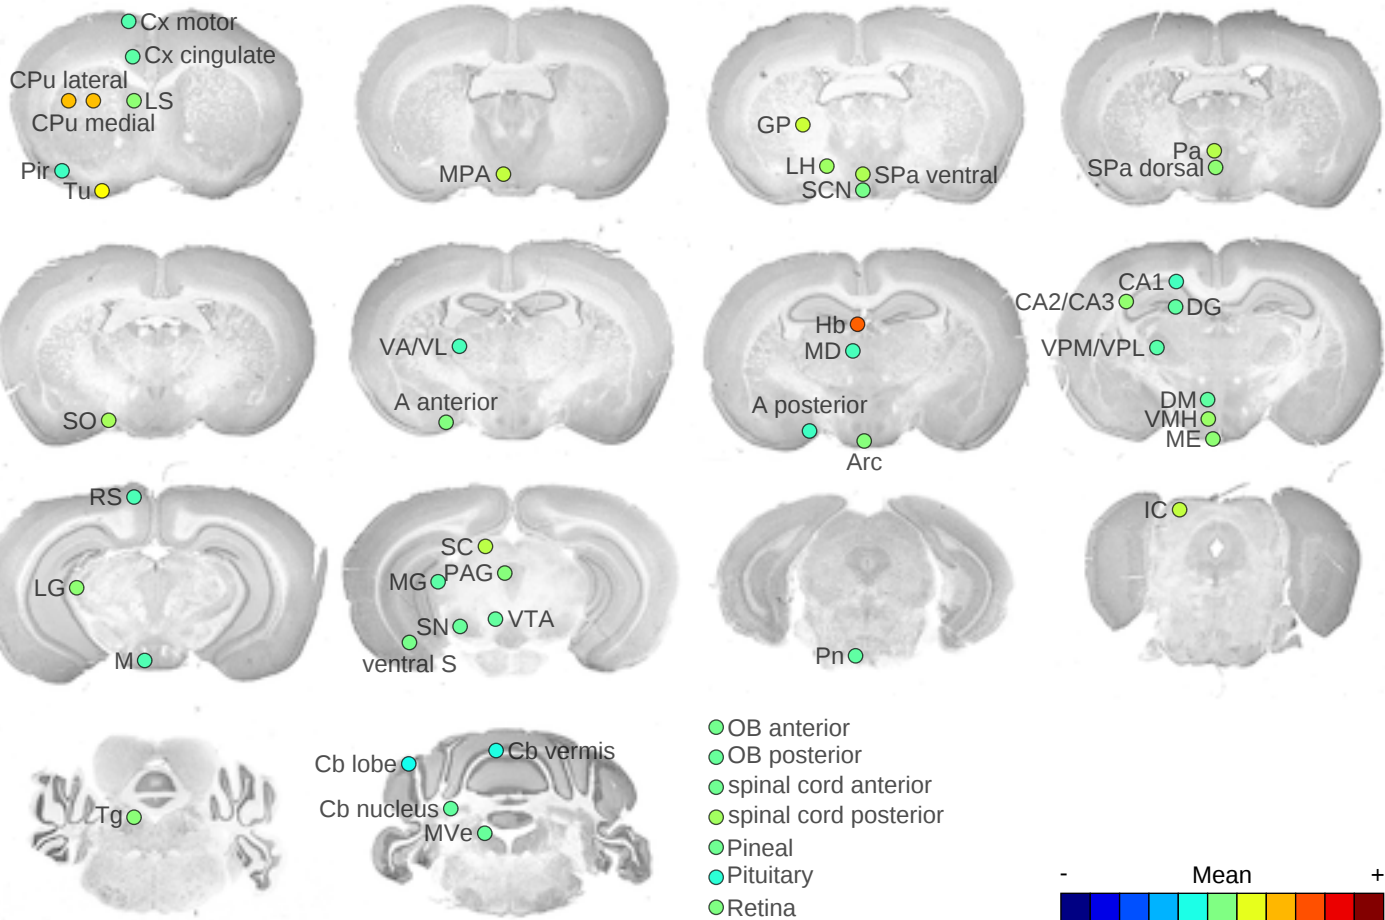 Cx motor
Cx cingulate
CPu lateral
LS
CPu medial
Pir
Tu
MPA
GP
LH
SPa ventral
SCN
Pa
SPa dorsal
SO
VA/VL
A anterior
Hb
MD
A posterior
Arc
CA1
CA2/CA3
DG
VPM/VPL
DM
VMH
ME
RS
LG
M
SC
PAG
MG
VTA
SN
ventral S
Pn
IC
Tg
Cb vermis
Cb lobe
Cb nucleus
MVe
OB anterior
OB posterior
spinal cord anterior
spinal cord posterior
Pineal
Pituitary
Retina
- Mean +